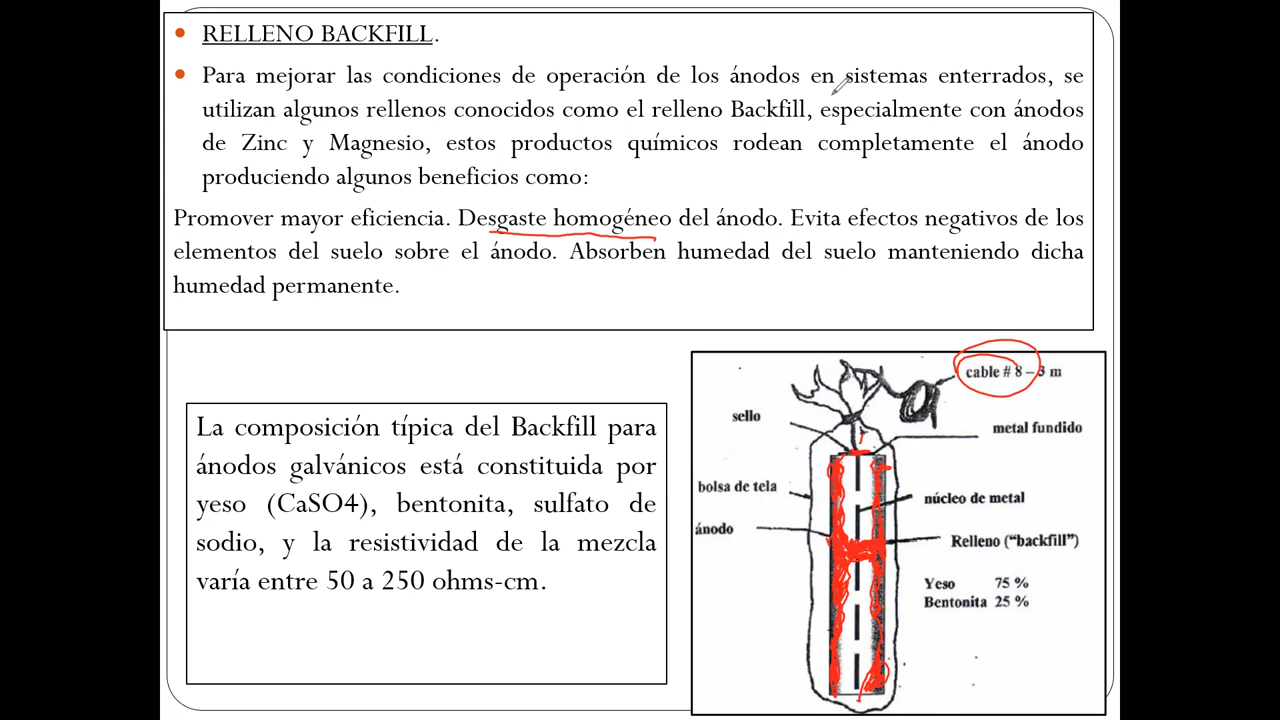 RELLENO BACKFILL.
Para mejorar las condiciones de operación de los ánodos en sistemas enterrados, se
utilizan algunos rellenos conocidos como el relleno Backfill, especialmente con ánodos
de Zinc y Magnesio, estos productos químicos rodean completamente el ánodo
produciendo algunos beneficios como:
Promover mayor eficiencia. Desgaste homogéneo del ánodo. Evita efectos negativos de los
elementos del suelo sobre el ánodo. Absorben humedad del suelo manteniendo dicha
humedad permanente.
La composición típica del Backfill para
ánodos galvánicos está constituida por
yeso (CaSO4), bentonita, sulfato de
sodio, y la resistividad de la mezcla
varía entre 50 a 250 ohms-cm.
cable # 8 – 3 m
sello
metal fundido
bolsa de tela
núcleo de metal
ánodo
Relleno ("backfill")
Yeso 75 %
Bentonita 25 %